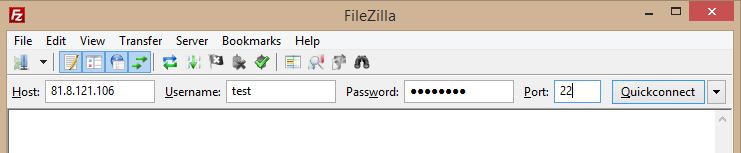 FileZilla
File Edit View Transfer Server Bookmarks Help
Host: 81.8.121.106 Username: test Password: ●●●●●●●● Port: 22 Quickconnect